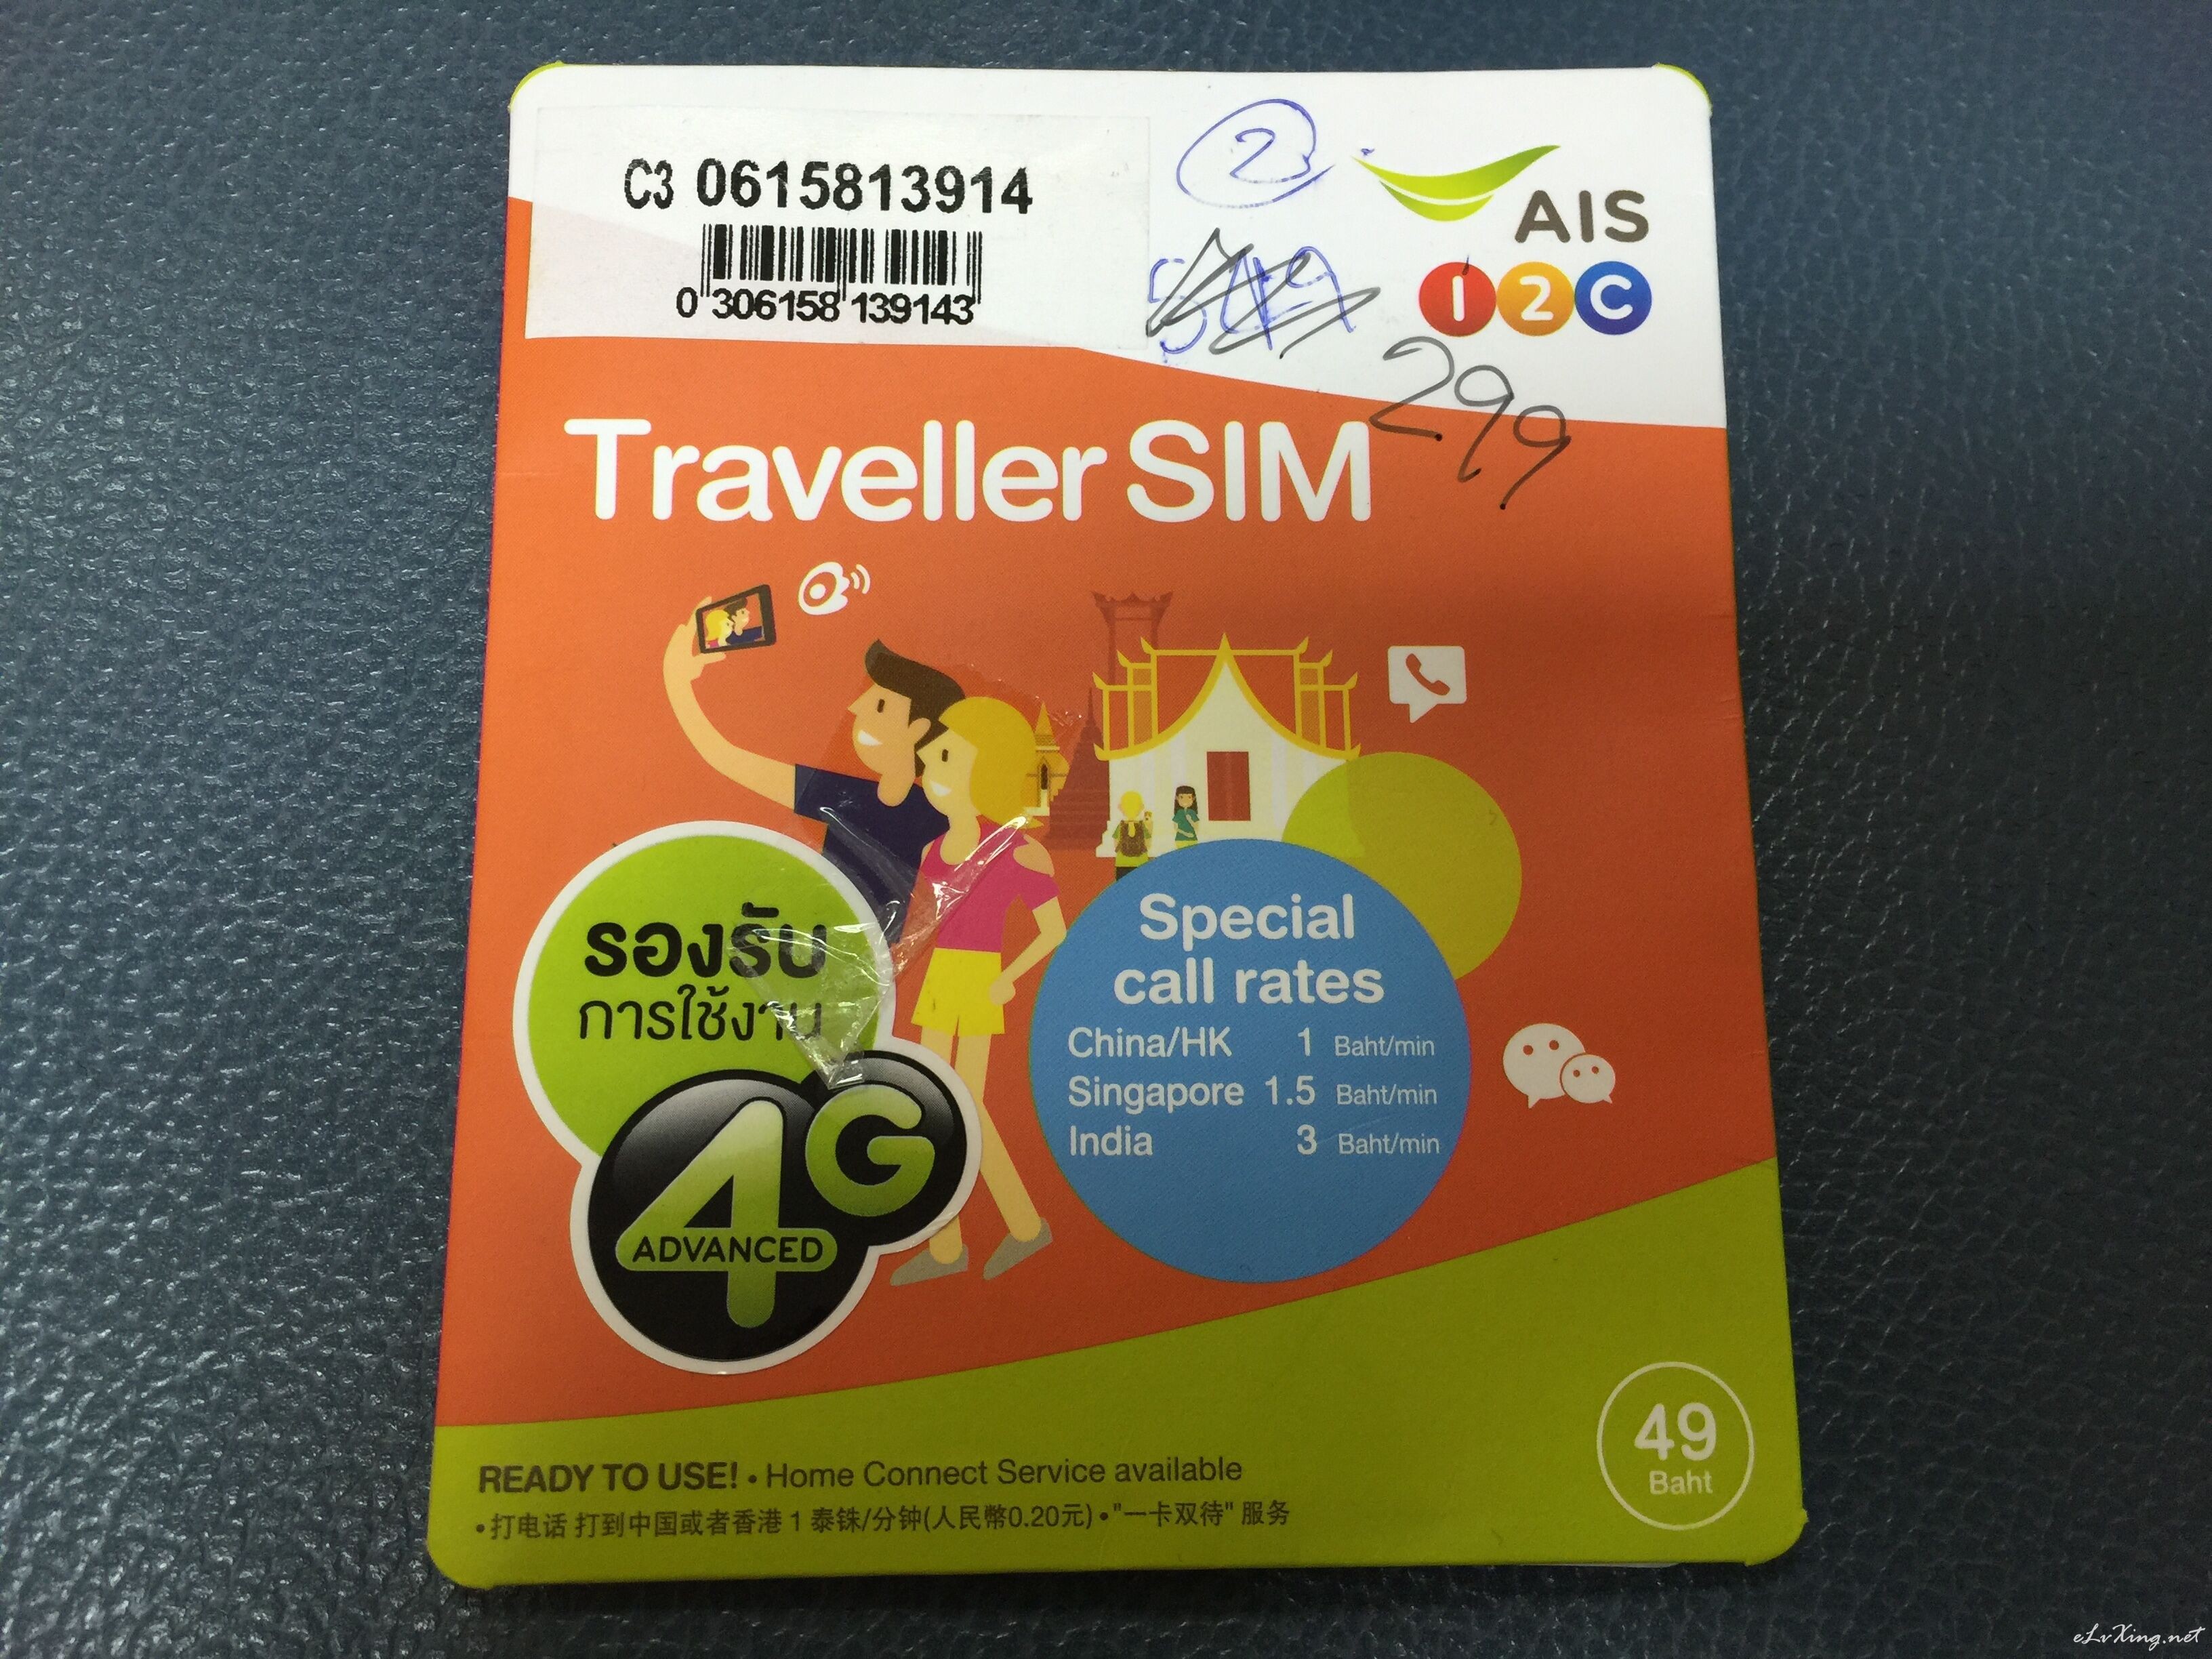 C3 0615813914
0 306158 139143
2
AIS
12C
299
Traveller SIM
รองรับ
การใช้งาน
4G
ADVANCED
Special
call rates
China/HK 1 Baht/min
Singapore 1.5 Baht/min
India 3 Baht/min
49
Baht
READY TO USE! • Home Connect Service available
•打电话 打到中国或者香港 1 泰铢/分钟(人民幣0.20元) •"一卡双待" 服务
eLvXing.net